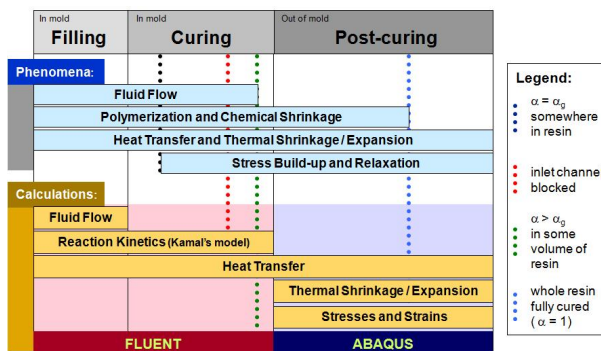 In mold
In mold
Out of mold
Filling
Curing
Post-curing
Phenomena:
Fluid Flow
Polymerization and Chemical Shrinkage
Heat Transfer and Thermal Shrinkage / Expansion
Stress Build-up and Relaxation
Calculations:
Fluid Flow
Reaction Kinetics (Kamal's model)
Heat Transfer
Thermal Shrinkage / Expansion
Stresses and Strains
FLUENT
ABAQUS
Legend:
α = αg
somewhere
in resin
inlet channel
blocked
α > αg
in some
volume of
resin
whole resin
fully cured
(α = 1)